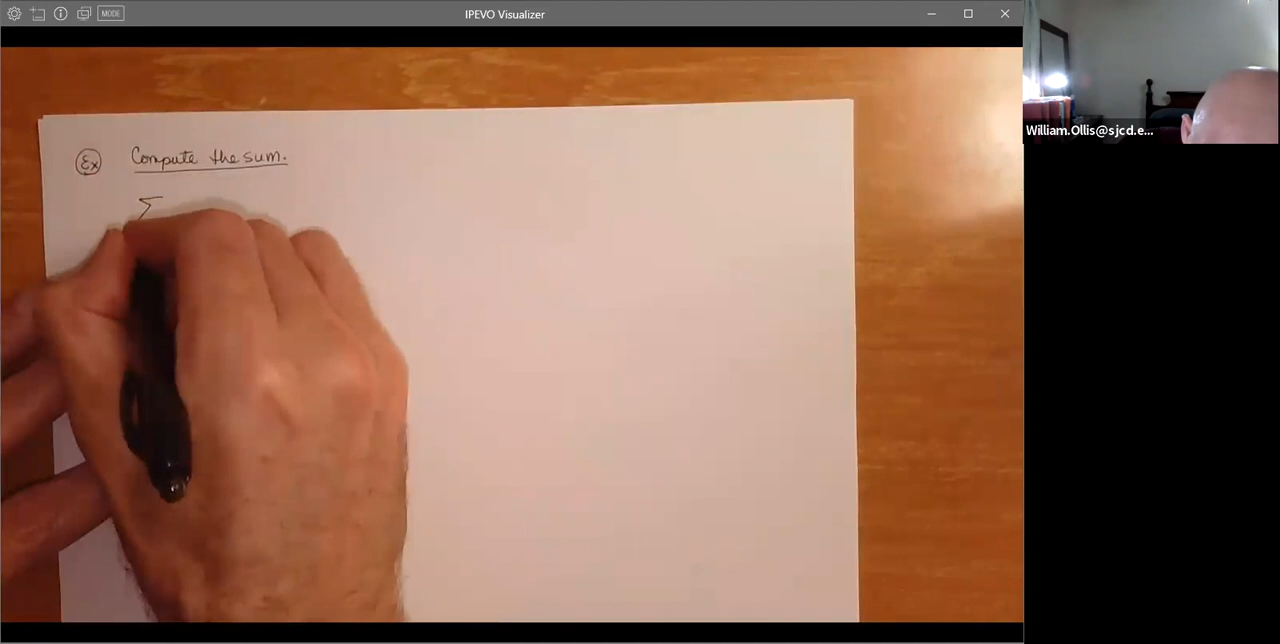 MODE
IPEVO Visualizer
William.Ollis@sjcd.e...
Ex Compute the sum.
Σ